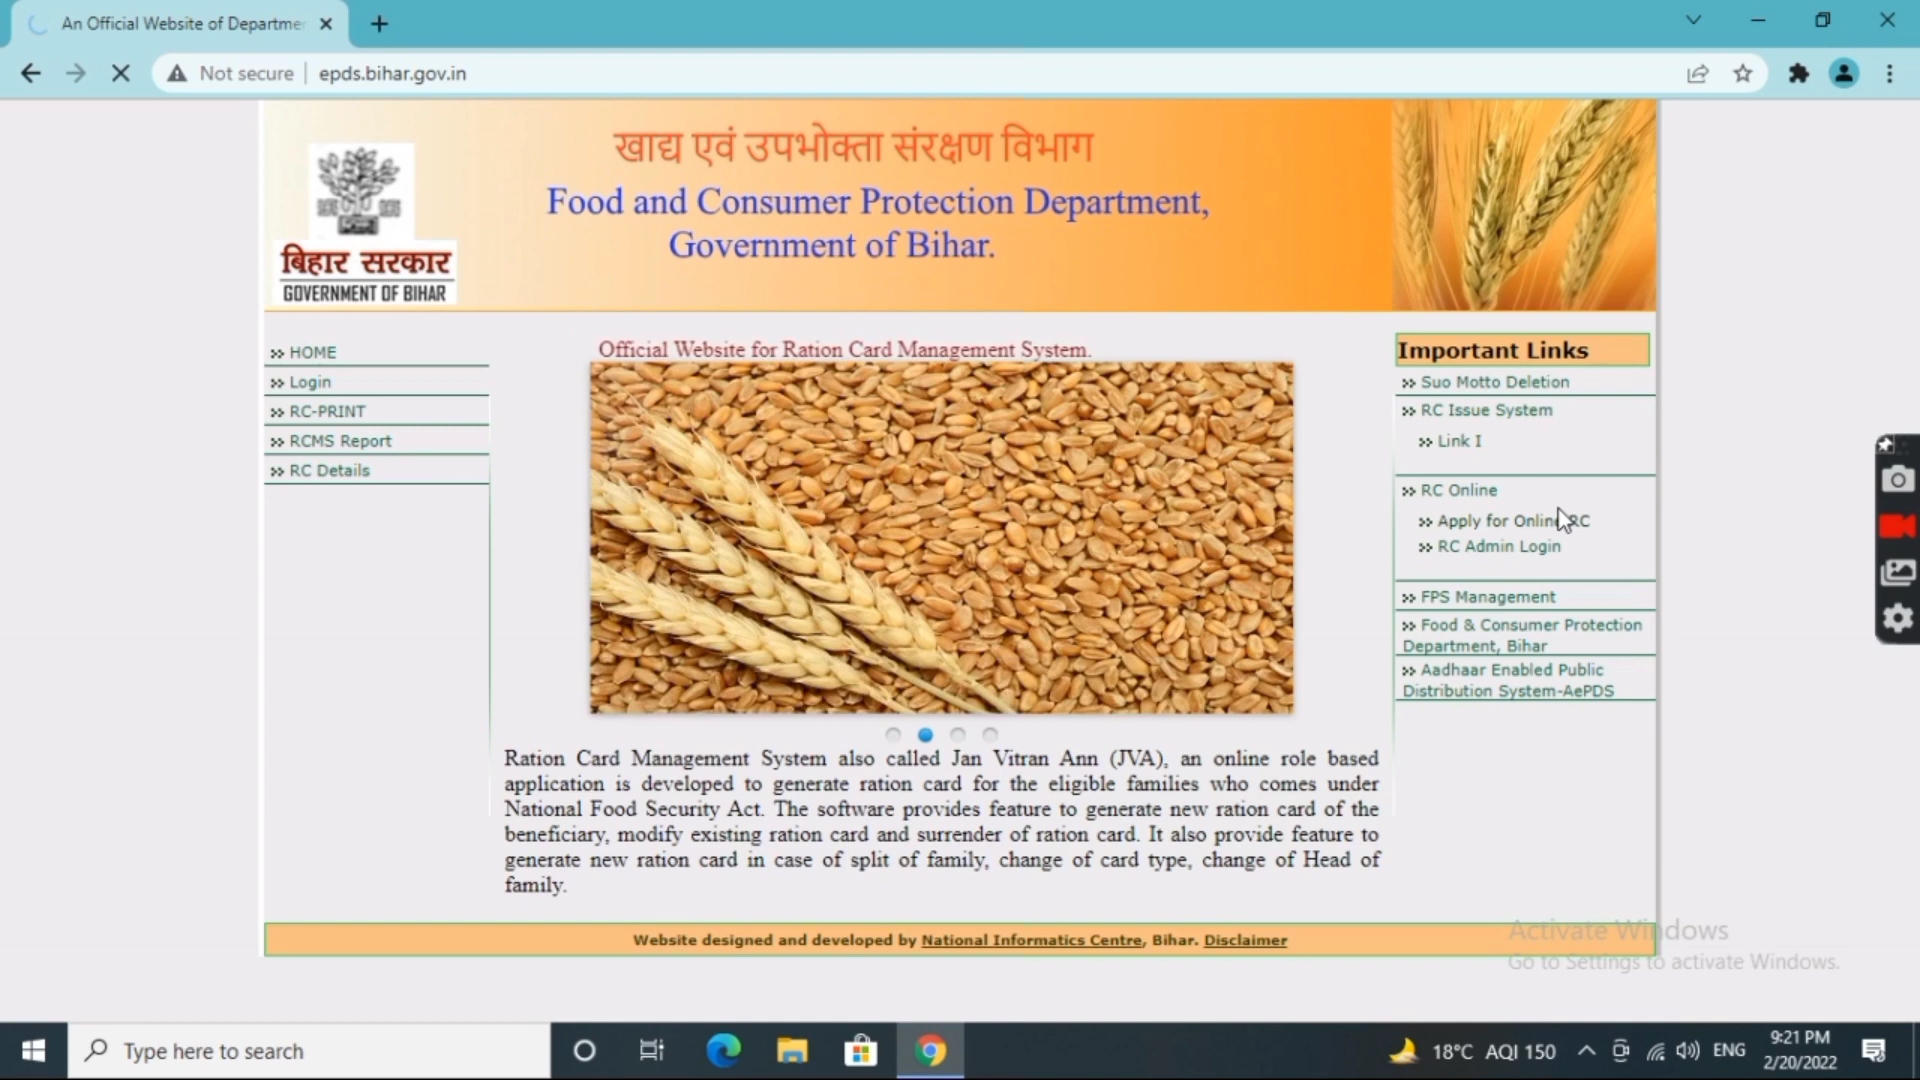 An Official Website of Departme
Not secure epds.bihar.gov.in
खाद्य एवं उपभोक्ता संरक्षण विभाग
Food and Consumer Protection Department,
Government of Bihar.
बिहार सरकार
GOVERNMENT OF BIHAR
HOME
Login
RC-PRINT
RCMS Report
RC Details
Official Website for Ration Card Management System.
Ration Card Management System also called Jan Vitran Ann (JVA), an online role based
application is developed to generate ration card for the eligible families who comes under
National Food Security Act. The software provides feature to generate new ration card of the
beneficiary, modify existing ration card and surrender of ration card. It also provide feature to
generate new ration card in case of split of family, change of card type, change of Head of
family.
Important Links
Suo Motto Deletion
RC Issue System
Link I
RC Online
Apply for Online RC
RC Admin Login
FPS Management
Food & Consumer Protection
Department, Bihar
Aadhaar Enabled Public
Distribution System-AePDS
Website designed and developed by National Informatics Centre, Bihar. Disclaimer
Activate Windows
Go to Settings to activate Windows.
Type here to search
18°C AQI 150
ENG
9:21 PM
2/20/2022